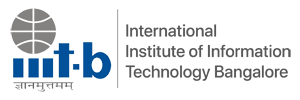 iiit-b
ज्ञानमुत्तमम्
International
Institute of Information
Technology Bangalore